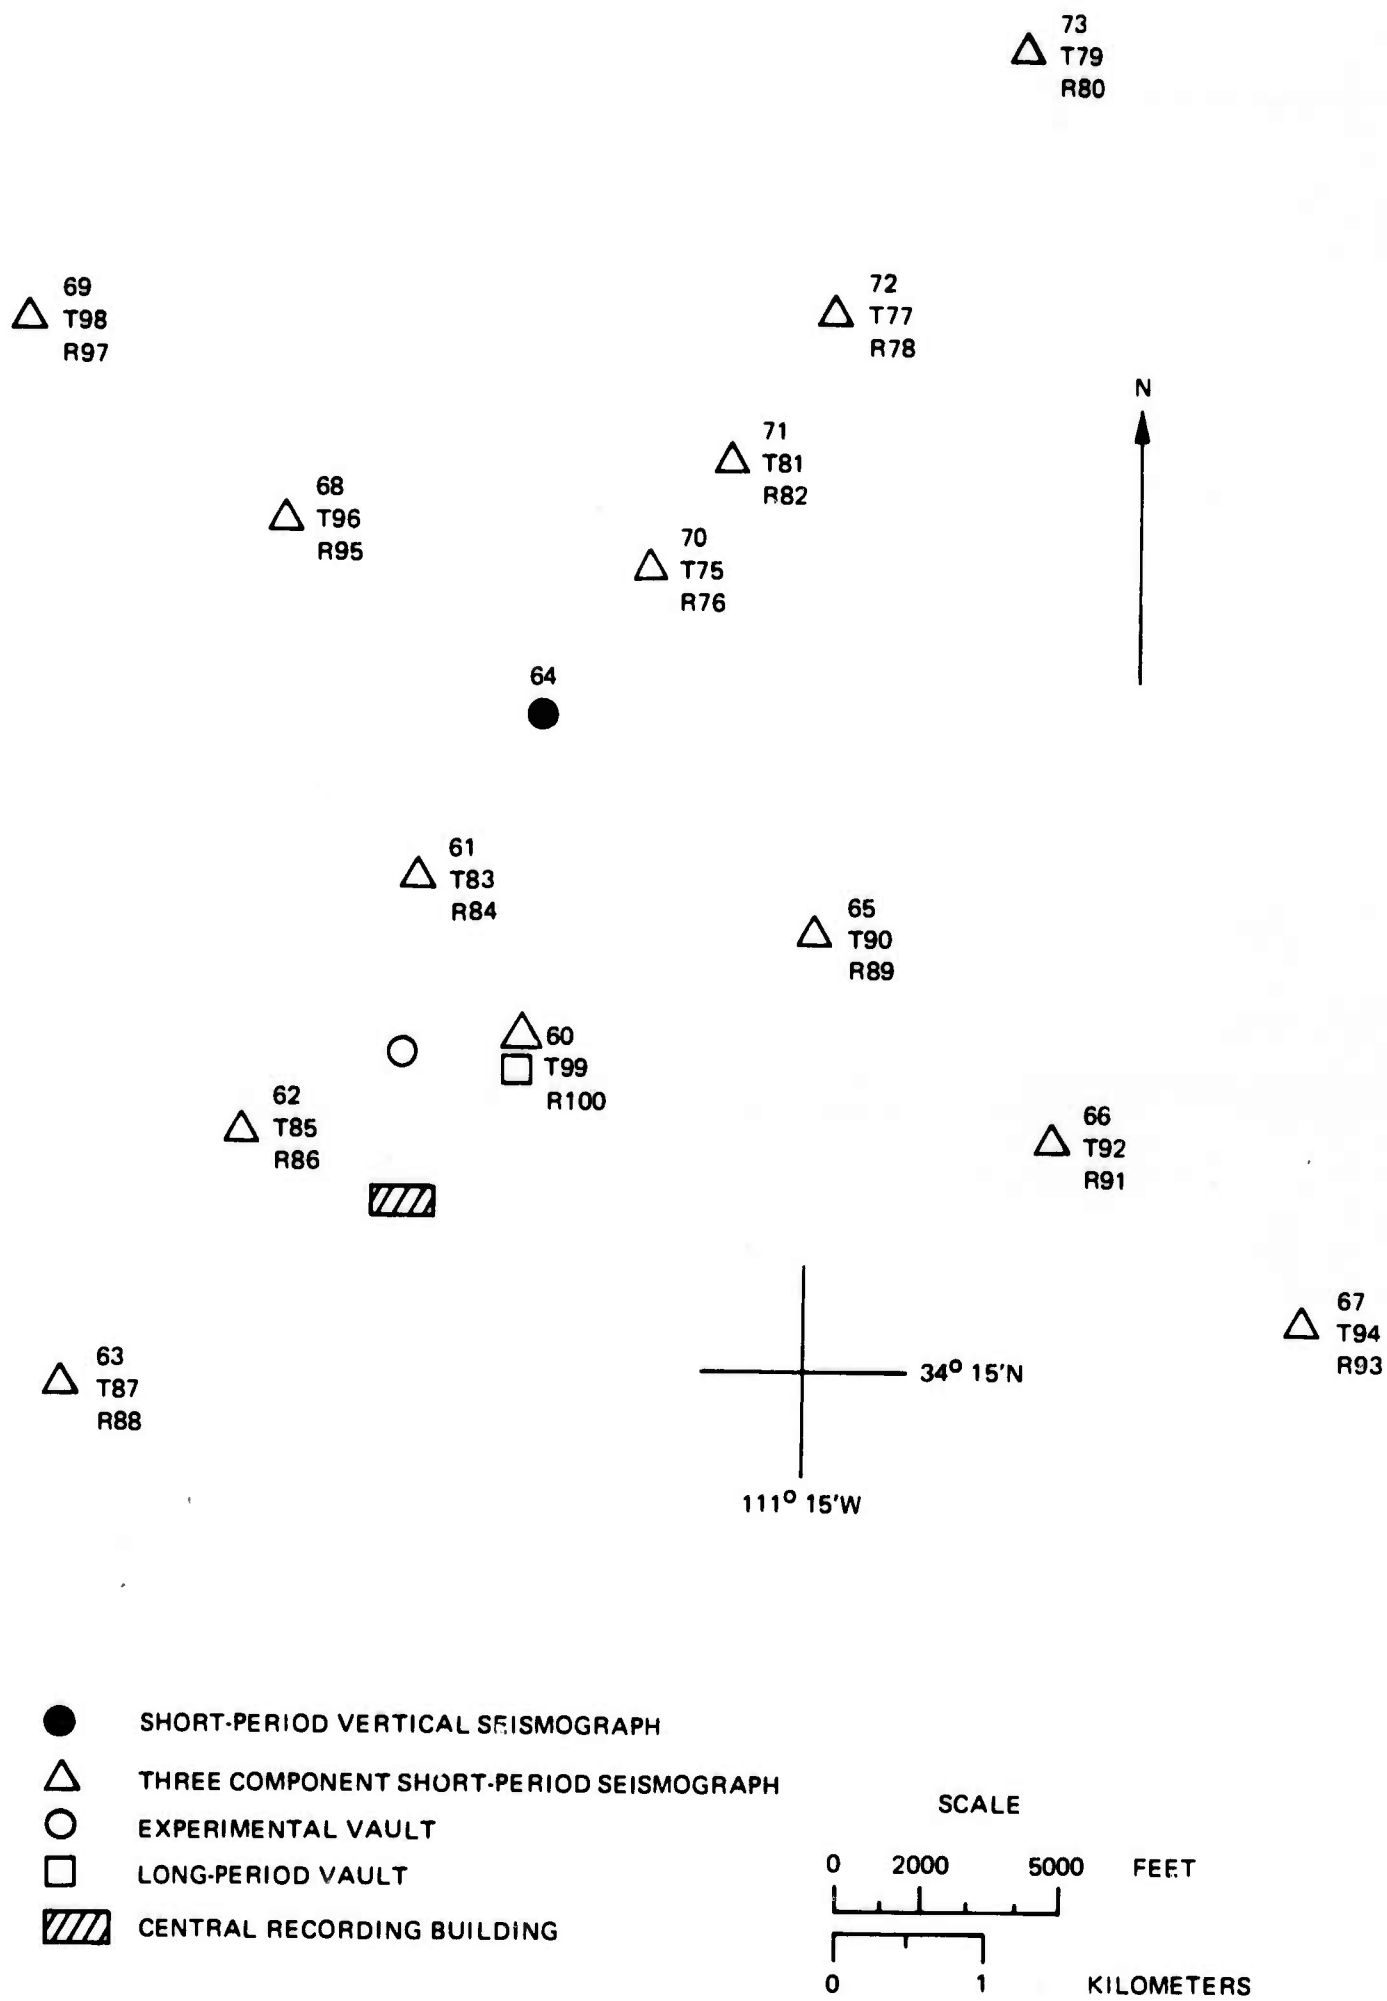 73
T79
R80
69
T98
R97
72
T77
R78
N
71
T81
R82
68
T96
R95
70
T75
R76
64
61
T83
R84
65
T90
R89
60
T99
R100
62
T85
R86
66
T92
R91
67
T94
R93
63
T87
R88
34° 15'N
111° 15'W
SHORT-PERIOD VERTICAL SEISMOGRAPH
THREE COMPONENT SHORT-PERIOD SEISMOGRAPH
EXPERIMENTAL VAULT
LONG-PERIOD VAULT
CENTRAL RECORDING BUILDING
SCALE
0 2000 5000 FEET
0 1 KILOMETERS